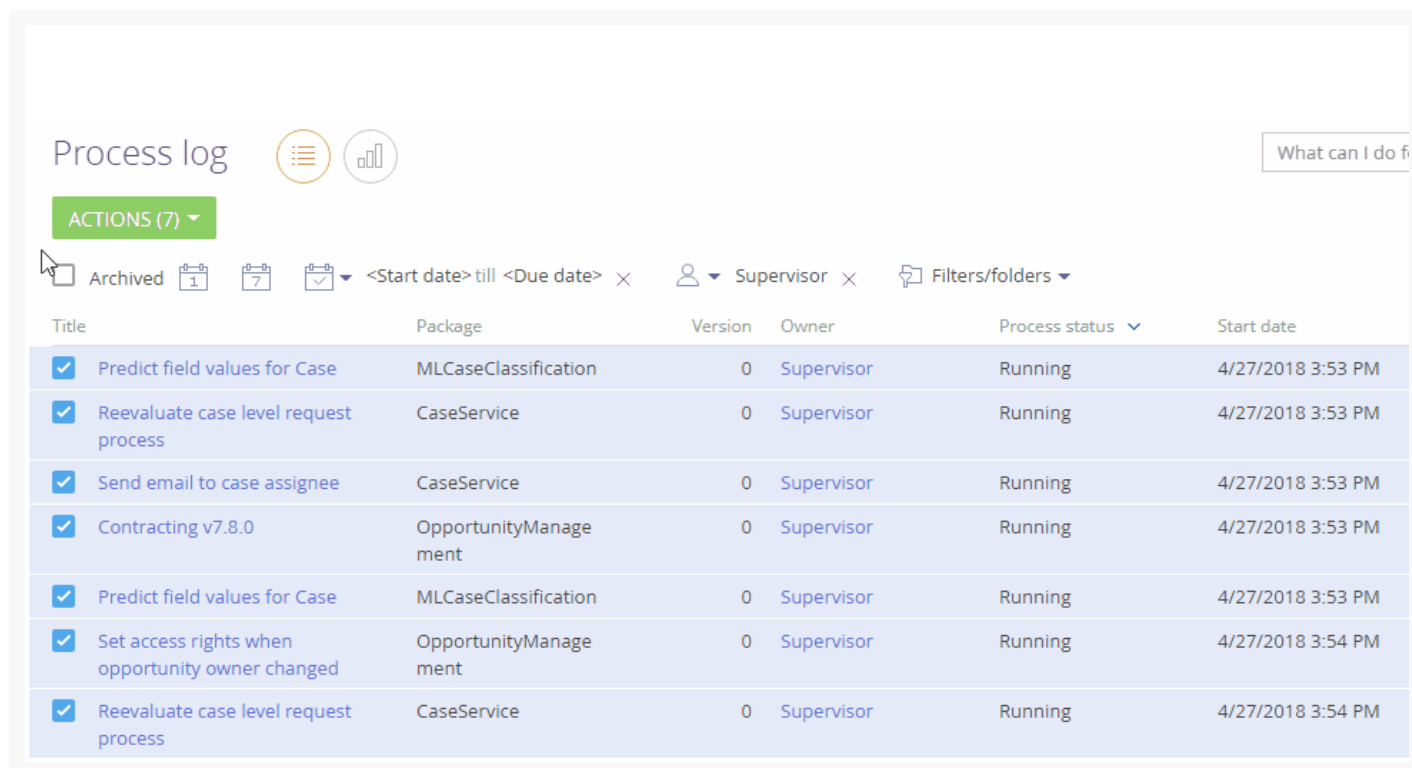 Process log
What can I do f
ACTIONS (7)
Archived 1 7 <Start date> till <Due date> Supervisor Filters/folders
Title Package Version Owner Process status Start date
Predict field values for Case MLCaseClassification 0 Supervisor Running 4/27/2018 3:53 PM
Reevaluate case level request CaseService 0 Supervisor Running 4/27/2018 3:53 PM
process
Send email to case assignee CaseService 0 Supervisor Running 4/27/2018 3:53 PM
Contracting v7.8.0 OpportunityManage 0 Supervisor Running 4/27/2018 3:53 PM
ment
Predict field values for Case MLCaseClassification 0 Supervisor Running 4/27/2018 3:53 PM
Set access rights when OpportunityManage 0 Supervisor Running 4/27/2018 3:54 PM
opportunity owner changed ment
Reevaluate case level request CaseService 0 Supervisor Running 4/27/2018 3:54 PM
process